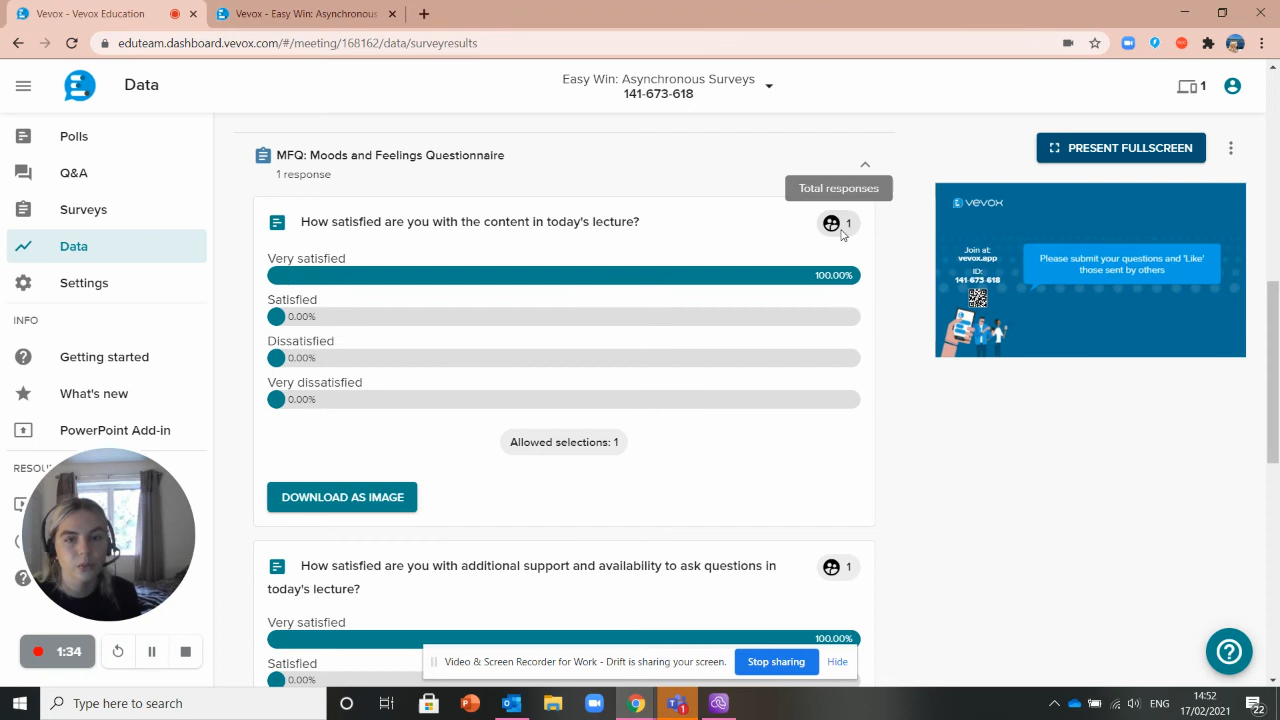 Vevox - Vevox Education
Vevox - Easy Win: Asynchronous
eduteam.dashboard.vevox.com/#/meeting/168162/data/surveyresults
Data
Easy Win: Asynchronous Surveys
141-673-618
1
Polls
Q&A
Surveys
Data
Settings
INFO
Getting started
What's new
PowerPoint Add-in
MFQ: Moods and Feelings Questionnaire
1 response
Total responses
How satisfied are you with the content in today's lecture?
1
Very satisfied
100.00%
Satisfied
0.00%
Dissatisfied
0.00%
Very dissatisfied
0.00%
Allowed selections: 1
DOWNLOAD AS IMAGE
How satisfied are you with additional support and availability to ask questions in
today's lecture?
1
Very satisfied
100.00%
Satisfied
0.00%
PRESENT FULLSCREEN
vevox
Join at:
vevox.app
ID:
141-673-618
Please submit your questions and 'Like'
those sent by others
1:34
Video & Screen Recorder for Work - Drift is sharing your screen.
Stop sharing
Hide
Type here to search
1
ENG
14:52
17/02/2021
22